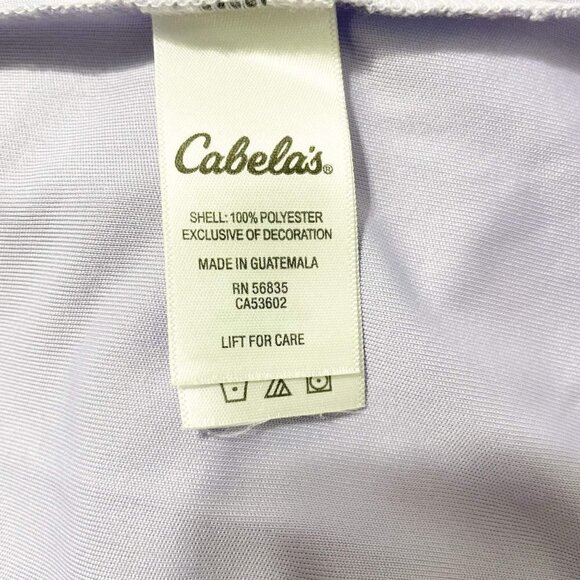 Cabela's®
SHELL: 100% POLYESTER
EXCLUSIVE OF DECORATION
MADE IN GUATEMALA
RN 56835
CA53602
LIFT FOR CARE